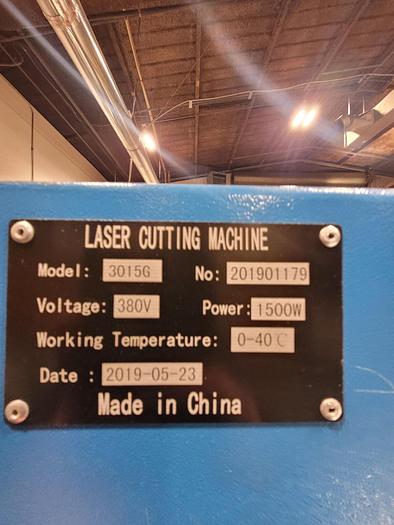 LASER CUTTING MACHINE
Model: 3015G No: 201901179
Voltage: 380V Power: 1500W
Working Temperature: 0-40℃
Date : 2019-05-23
Made in China